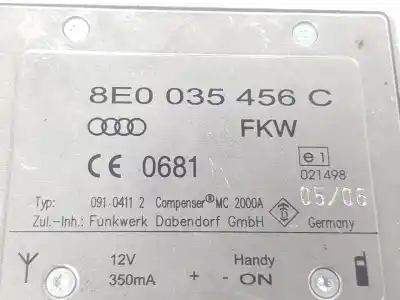 8E0 035 456 C
FKW
CE 0681
e1
021498
05/06
Typ: 091-0411 2 Compenser® MC 2000A
Zul.-Inh.: Funkwerk Dabendorf GmbH Germany
12V Handy
350mA + - ON